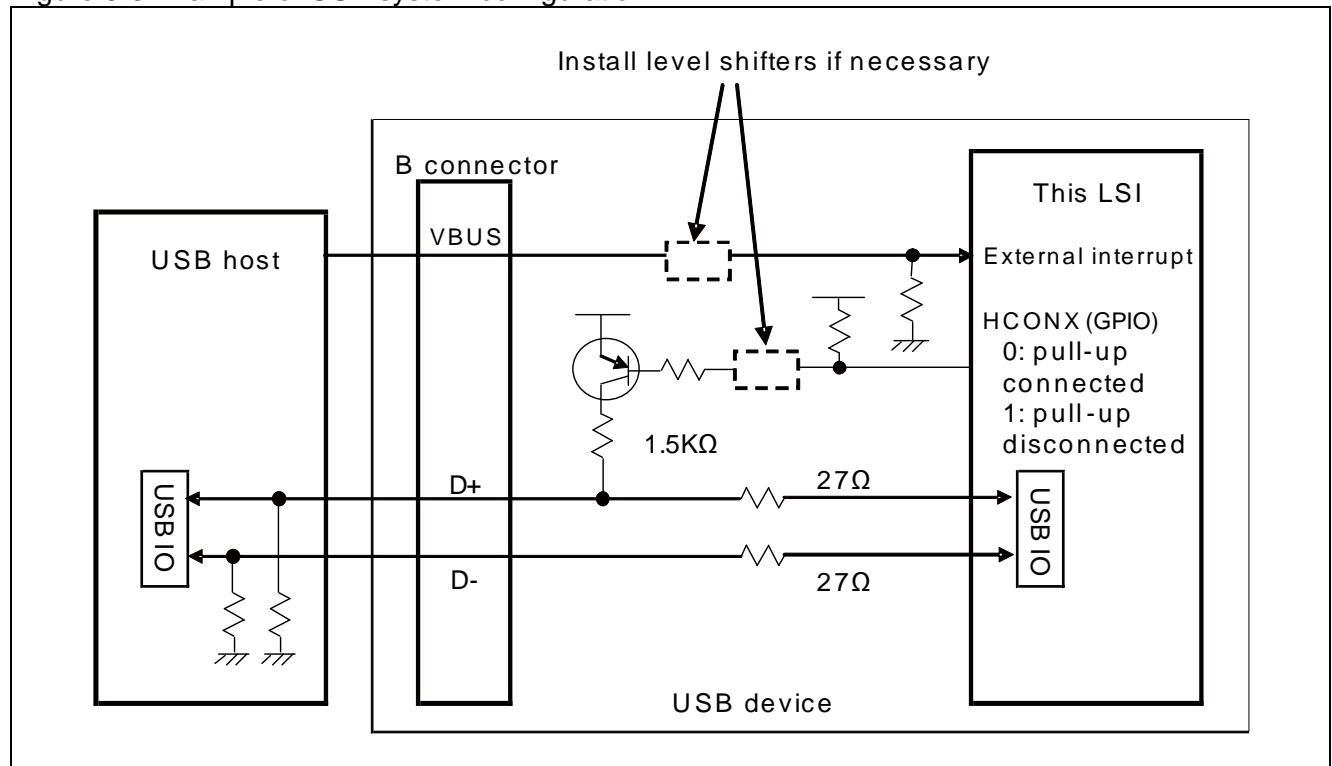 Install level shifters if necessary
B connector
VBUS
USB host
This LSI
External interrupt
HCONX (GPIO)
0: pull-up
connected
1: pull-up
disconnected
1.5KΩ
D+
27Ω
USB IO
USB IO
D-
27Ω
USB device